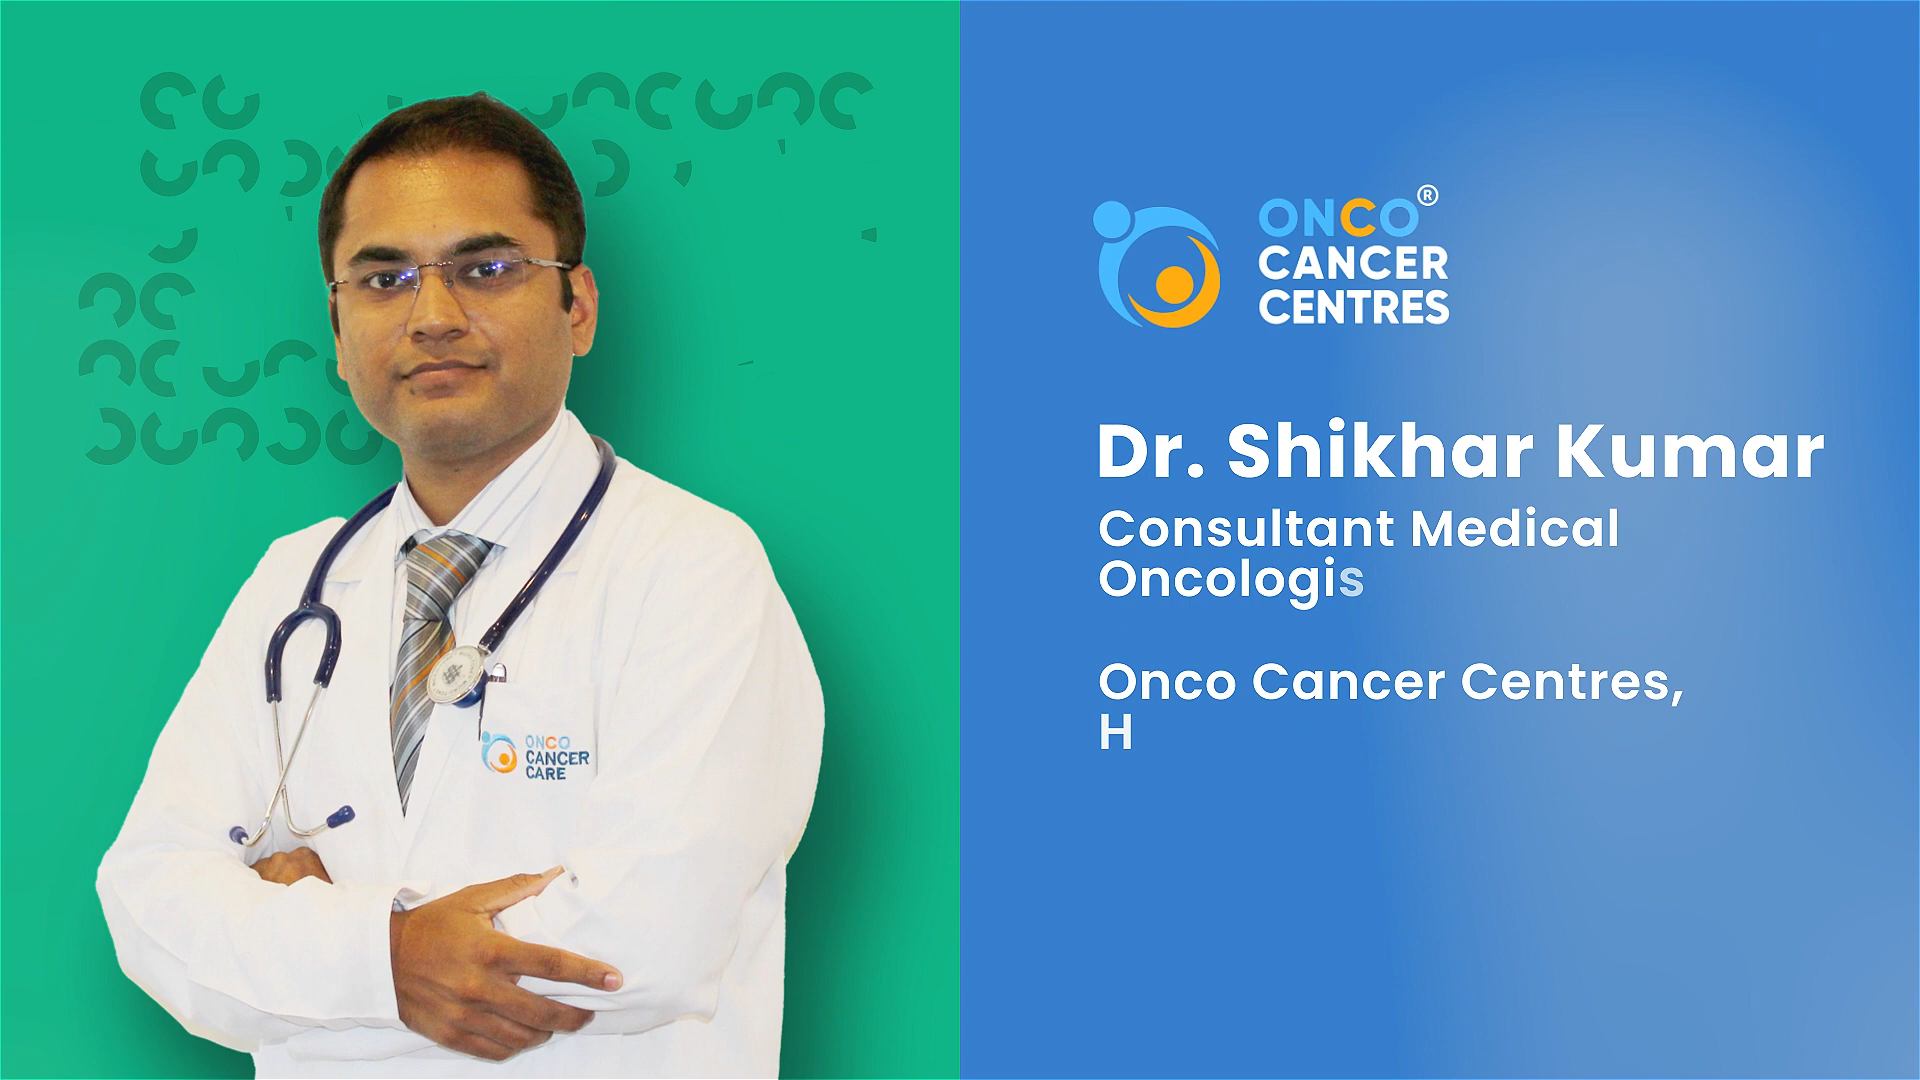 ONCO®
CANCER
CENTRES
Dr. Shikhar Kumar
Consultant Medical
Oncologis
Onco Cancer Centres,
H
ONCO
CANCER
CARE